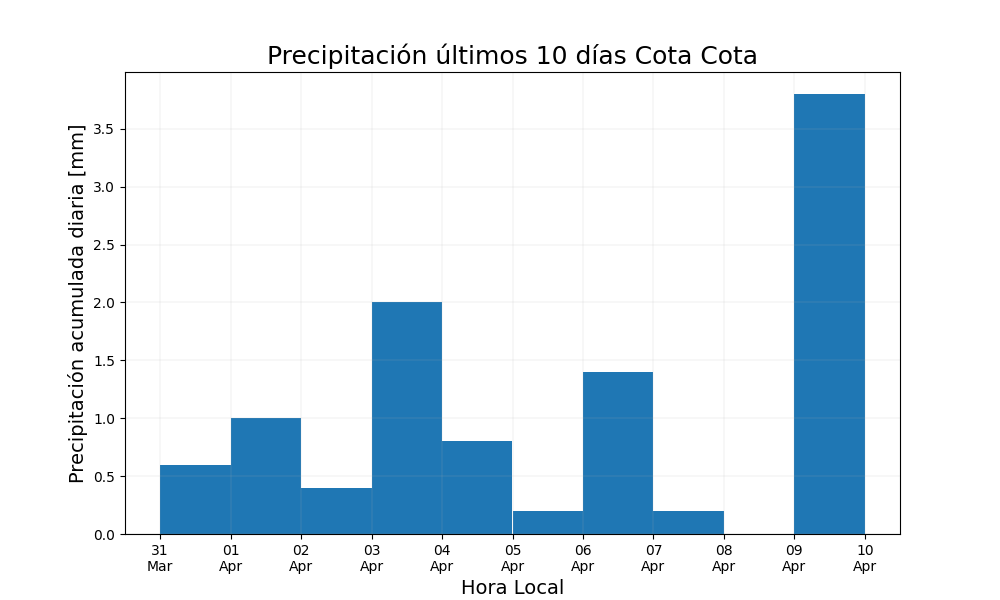 Precipitación últimos 10 días Cota Cota
Precipitación acumulada diaria [mm]
3.5
3.0
2.5
2.0
1.5
1.0
0.5
0.0
31 01 02 03 04 05 06 07 08 09 10
Mar Apr Apr Apr Apr Apr Apr Apr Apr Apr Apr
Hora Local